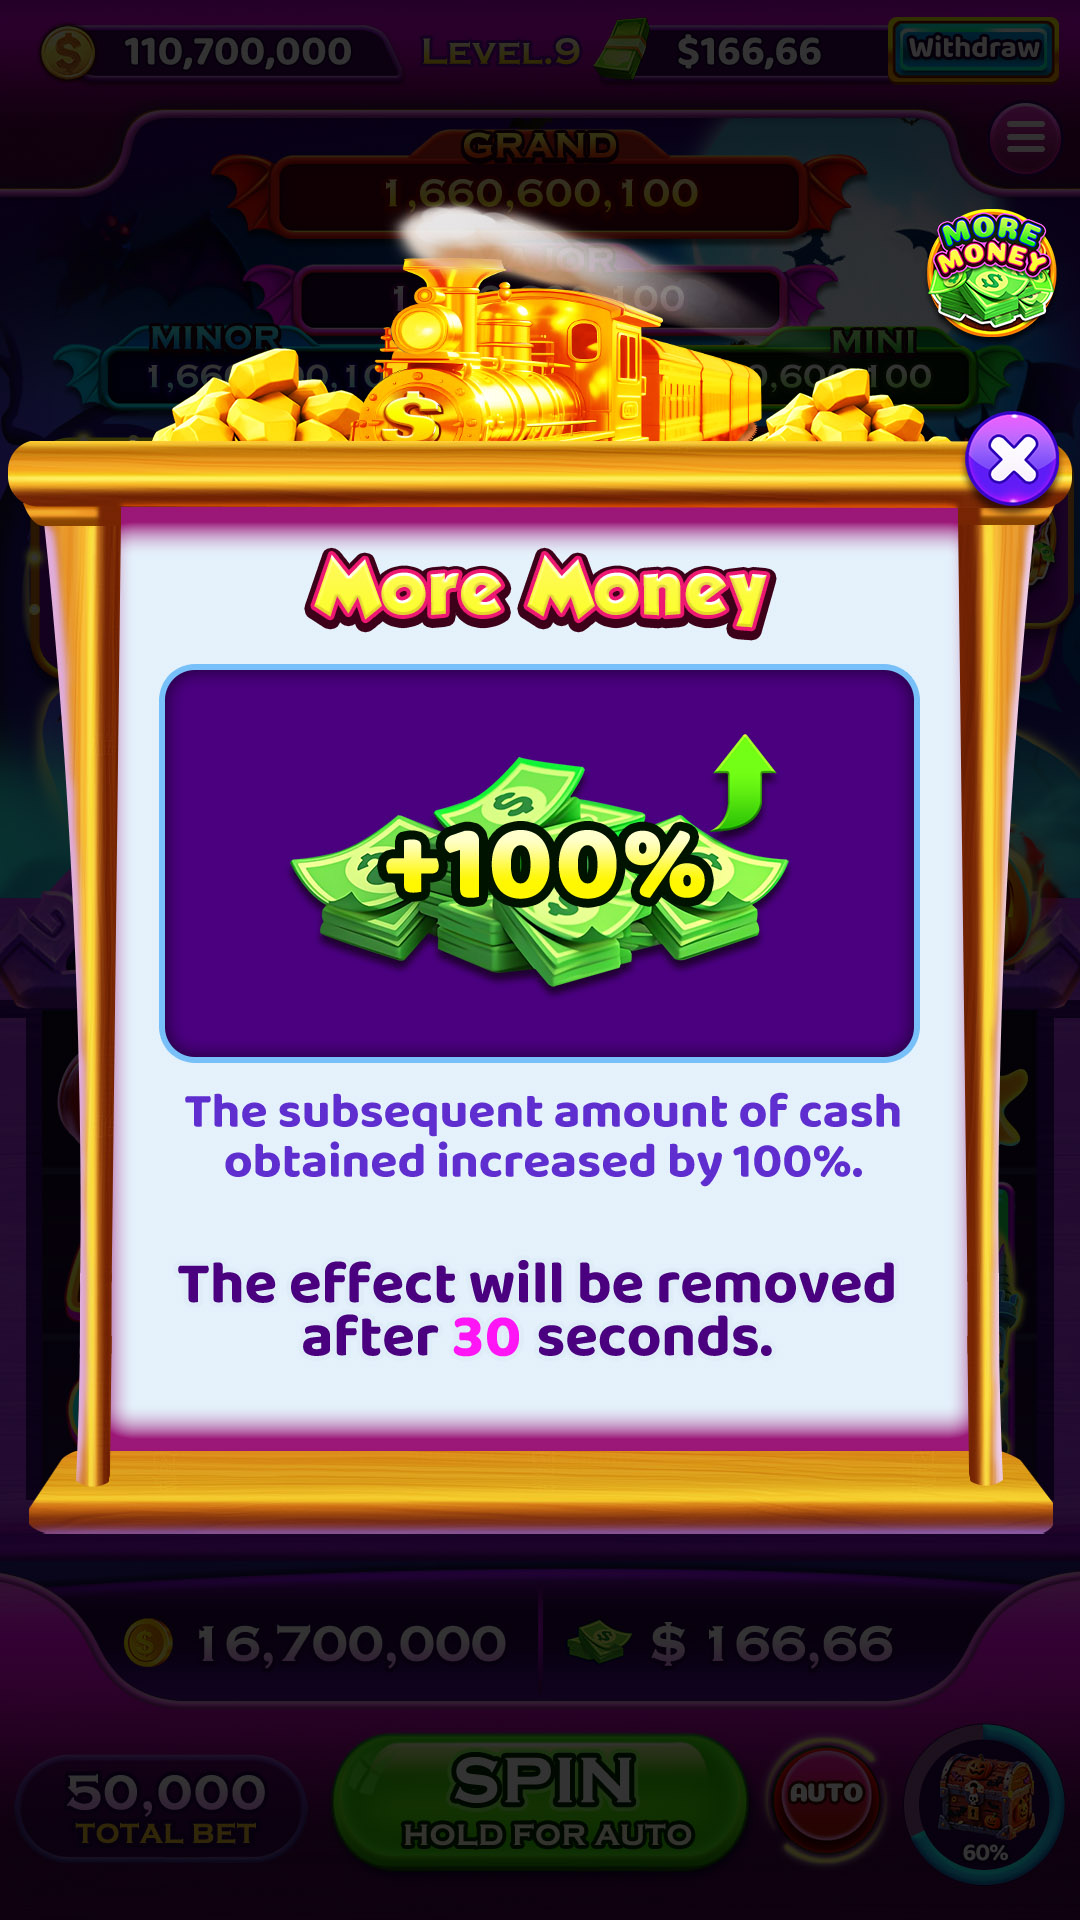 110,700,000
LEVEL.9
$166,66
Withdraw
GRAND
1,660,600,100
MORE
MONEY
MINOR
MINI
$
More Money
+100%
The subsequent amount of cash
obtained increased by 100%.
The effect will be removed
after 30 seconds.
16,700,000
$ 166,66
50,000
TOTAL BET
SPIN
HOLD FOR AUTO
AUTO
60%